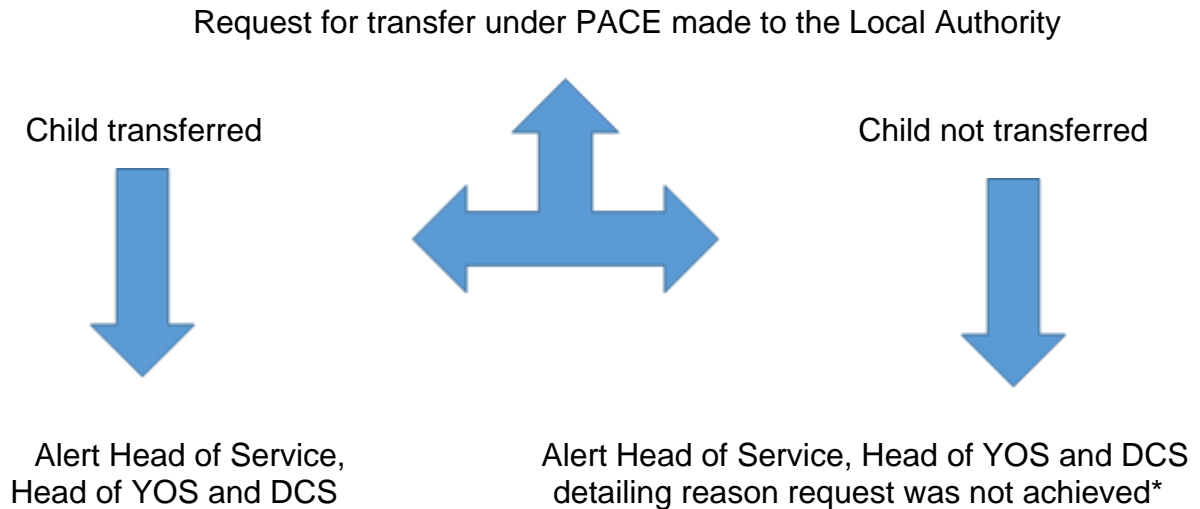 Request for transfer under PACE made to the Local Authority
Child transferred
Child not transferred
Alert Head of Service,
Head of YOS and DCS
Alert Head of Service, Head of YOS and DCS
detailing reason request was not achieved*